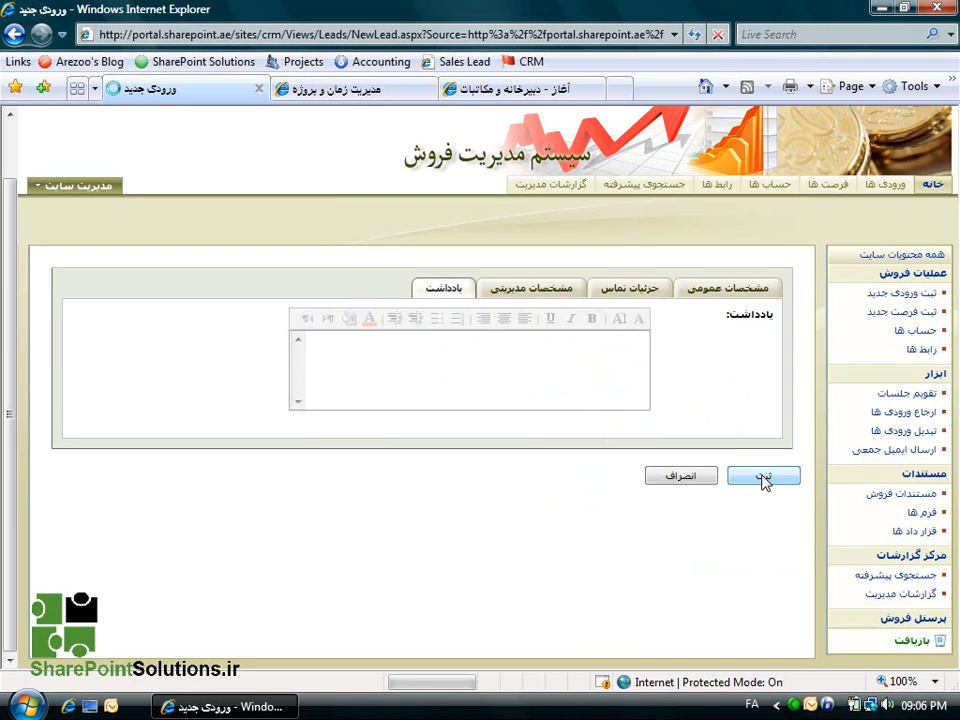 ورودی جدید - Windows Internet Explorer
http://portal.sharepoint.ae/sites/crm/Views/Leads/NewLead.aspx?Source=http%3a%2f%2fportal.sharepoint.ae%2f
Live Search
Links Arezoo's Blog SharePoint Solutions Projects Accounting Sales Lead CRM
ورودی جدید
مدیریت زمان و پروژه
آغاز - دبیرخانه و مکاتبات
Page Tools
سیستم مدیریت فروش
خانه ورودی ها فرصت ها حساب ها رابط ها جستجوی پیشرفته گزارشات مدیریت
مدیریت سایت
همه محتویات سایت
عملیات فروش
ثبت ورودی جدید
ثبت فرصت جدید
حساب ها
رابط ها
ابزار
تقویم جلسات
ارجاع ورودی ها
تبدیل ورودی ها
ارسال ایمیل جمعی
مستندات
مستندات فروش
فرم ها
قرار داد ها
مرکز گزارشات
جستجوی پیشرفته
گزارشات مدیریت
پرسنل فروش
بازیافت
مشخصات عمومی جزئیات تماس مشخصات مدیریتی یادداشت
یادداشت:
A AI B I U
A
ثبت انصراف
SharePointSolutions.ir
Internet | Protected Mode: On
100%
ورودی جدید - Windo...
FA
09:06 PM